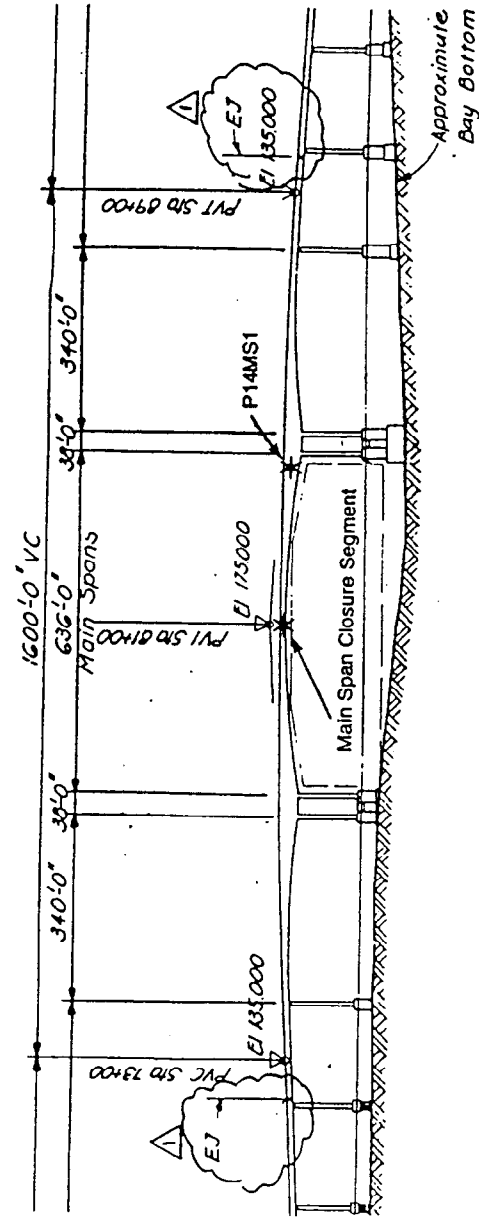 1600'-0" VC
340'-0"
38'-0"
636'-0"
Main Spans
38'-0"
340'-0"
PVC Sta 73+00
El 135.000
PVI Sta 81+00
El 175.000
PVT Sta 89+00
El 135.000
1
EJ
1
EJ
P14MS1
Main Span Closure Segment
Approximate
Bay Bottom